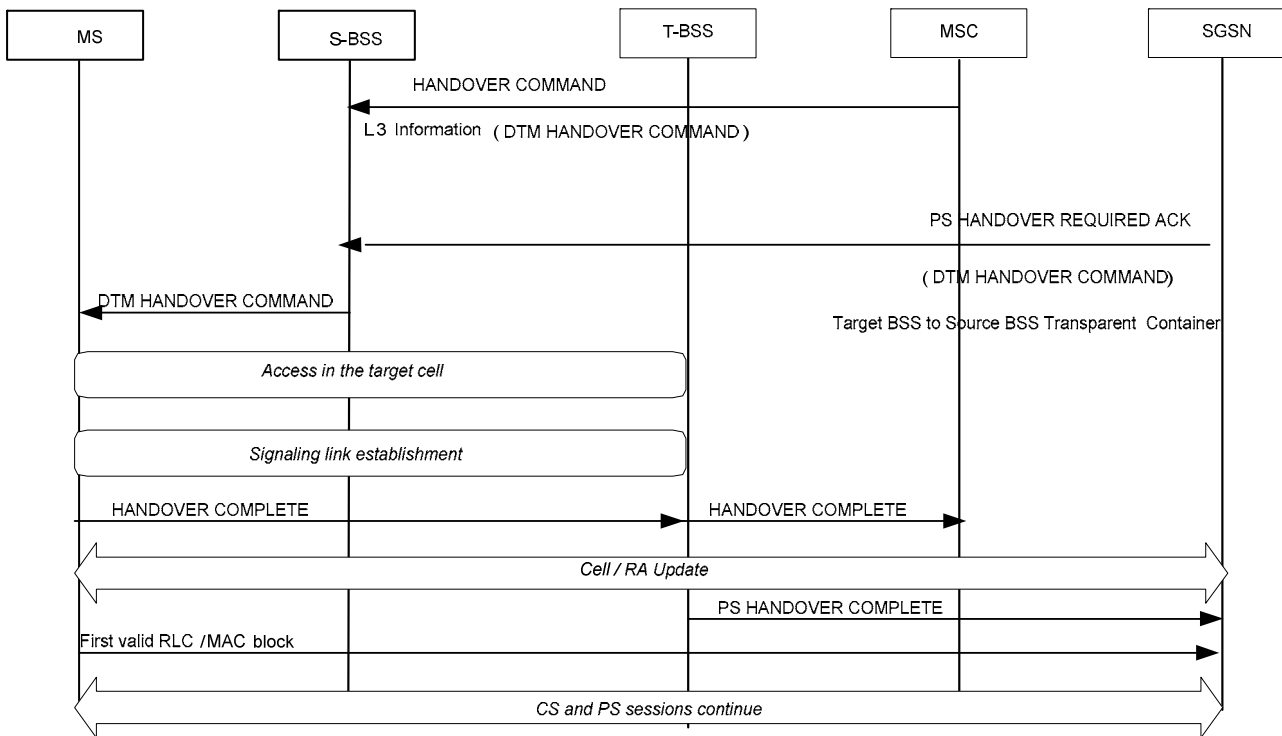 MS
S-BSS
T-BSS
MSC
SGSN
HANDOVER COMMAND
L3 Information ( DTM HANDOVER COMMAND )
PS HANDOVER REQUIRED ACK
( DTM HANDOVER COMMAND)
DTM HANDOVER COMMAND
Target BSS to Source BSS Transparent Container
Access in the target cell
Signaling link establishment
HANDOVER COMPLETE
HANDOVER COMPLETE
Cell / RA Update
PS HANDOVER COMPLETE
First valid RLC /MAC block
CS and PS sessions continue